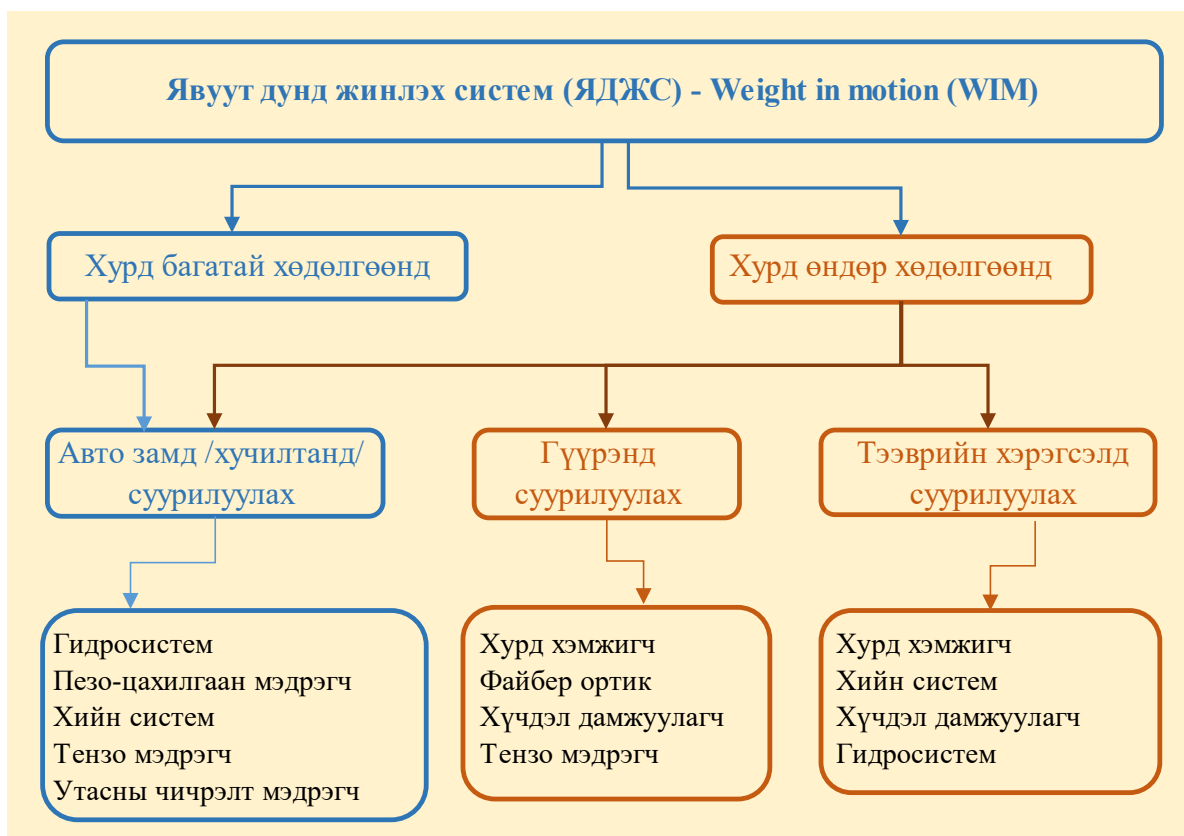 Явуут дунд жинлэх систем (ЯДЖС) - Weight in motion (WIM)
Хурд багатай хөдөлгөөнд
Хурд өндөр хөдөлгөөнд
Авто замд /хучилтанд/
суурилуулах
Гүүрэнд
суурилуулах
Тээврийн хэрэгсэлд
суурилуулах
Гидросистем
Пезо-цахилгаан мэдрэгч
Хийн систем
Тензо мэдрэгч
Утасны чичрэлт мэдрэгч
Хурд хэмжигч
Файбер ортик
Хүчдэл дамжуулагч
Тензо мэдрэгч
Хурд хэмжигч
Хийн систем
Хүчдэл дамжуулагч
Гидросистем